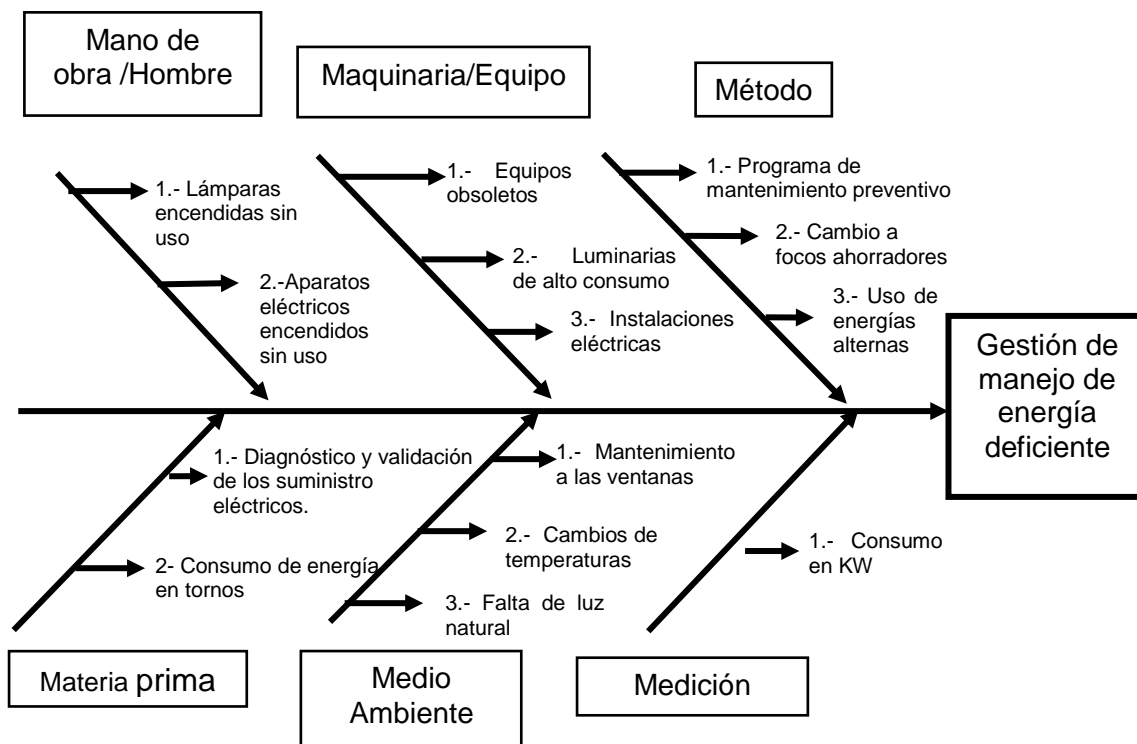 Mano de
obra /Hombre
Maquinaria/Equipo
Método
1.- Lámparas
encendidas sin
uso
2.-Aparatos
eléctricos
encendidos
sin uso
1.- Equipos
obsoletos
2.- Luminarias
de alto consumo
3.- Instalaciones
eléctricas
1.- Programa de
mantenimiento preventivo
2.- Cambio a
focos ahorradores
3.- Uso de
energías
alternas
Gestión de
manejo de
energía
deficiente
1.- Diagnóstico y validación
de los suministro
eléctricos.
2- Consumo de energía
en tornos
1.- Mantenimiento
a las ventanas
2.- Cambios de
temperaturas
3.- Falta de luz
natural
1.- Consumo
en KW
Materia prima
Medio
Ambiente
Medición